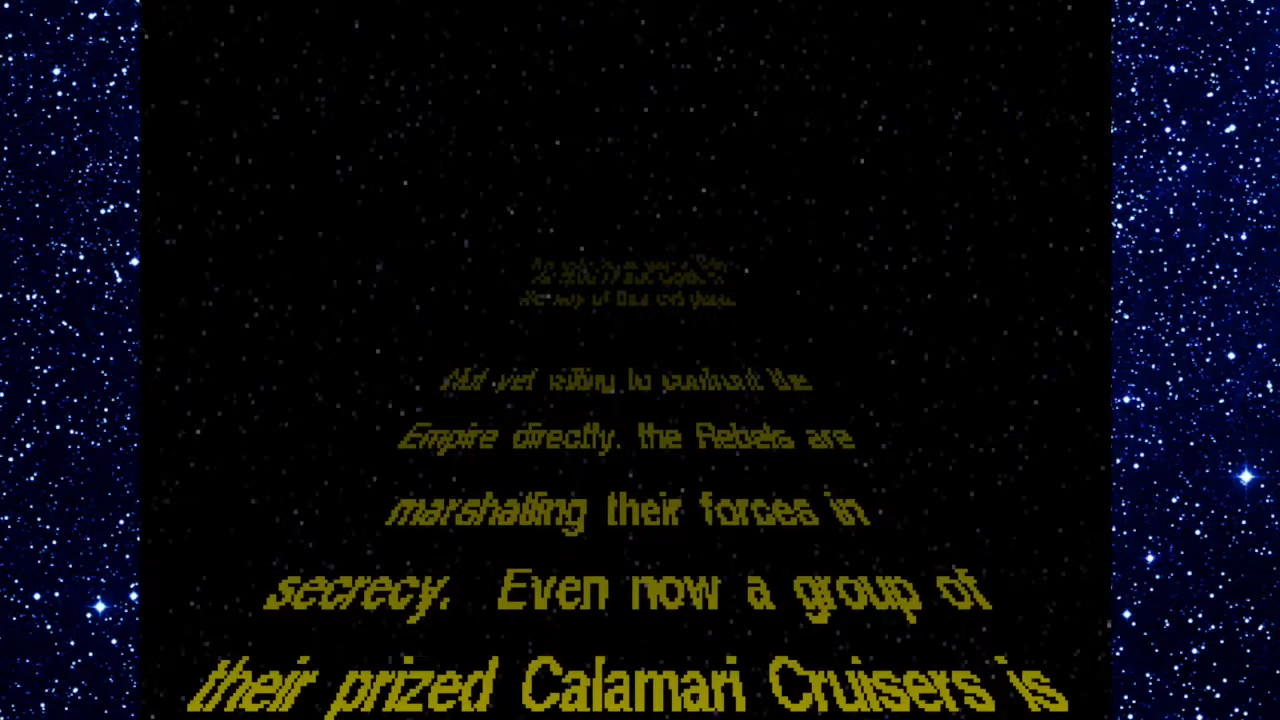 Not yet willing to confront the
Empire directly, the Rebels are
marshalling their forces in
secrecy. Even now a group of
their prized Calamari Cruisers is